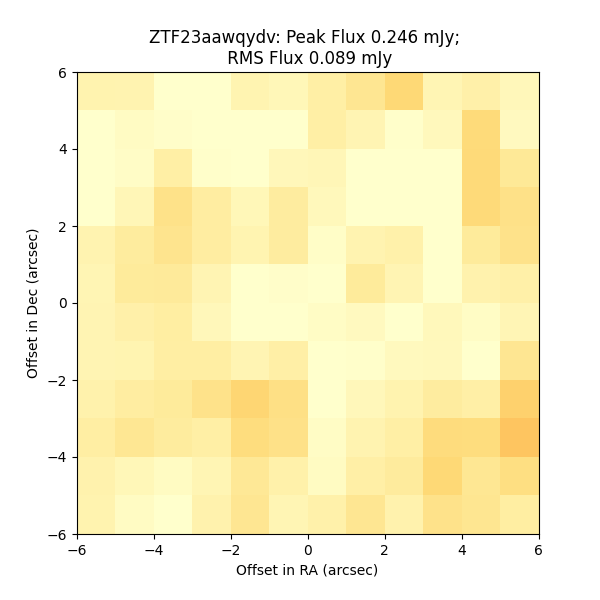 ZTF23aawqydv: Peak Flux 0.246 mJy;
RMS Flux 0.089 mJy
6
4
2
0
−2
−4
−6
Offset in Dec (arcsec)
−6 −4 −2 0 2 4 6
Offset in RA (arcsec)